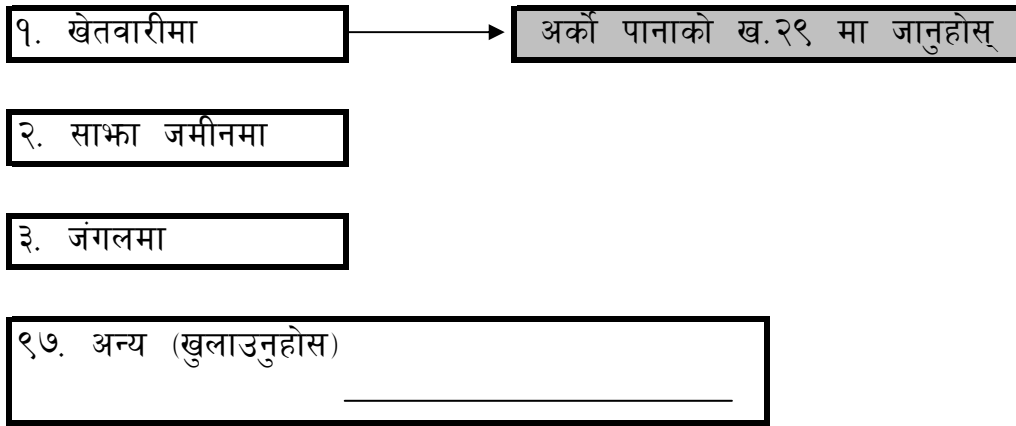 १. खेतवारीमा
अर्को पानाको ख.२९ मा जानुहोस्
२. साझा जमीनमा
३. जंगलमा
९७. अन्य (खुलाउनुहोस)